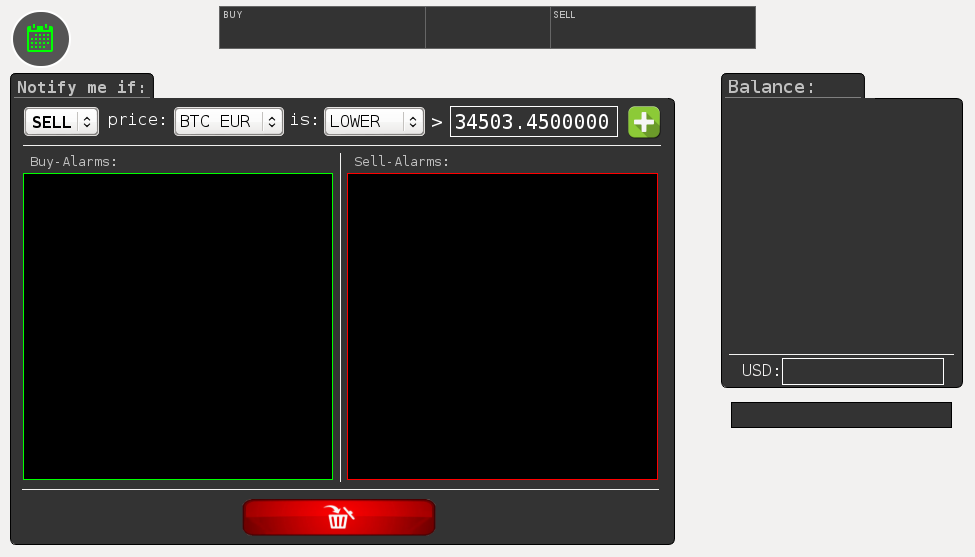 BUY
SELL
Notify me if:
Balance:
SELL price: BTC EUR is: LOWER > 34503.4500000
Buy-Alarms:
Sell-Alarms:
USD: